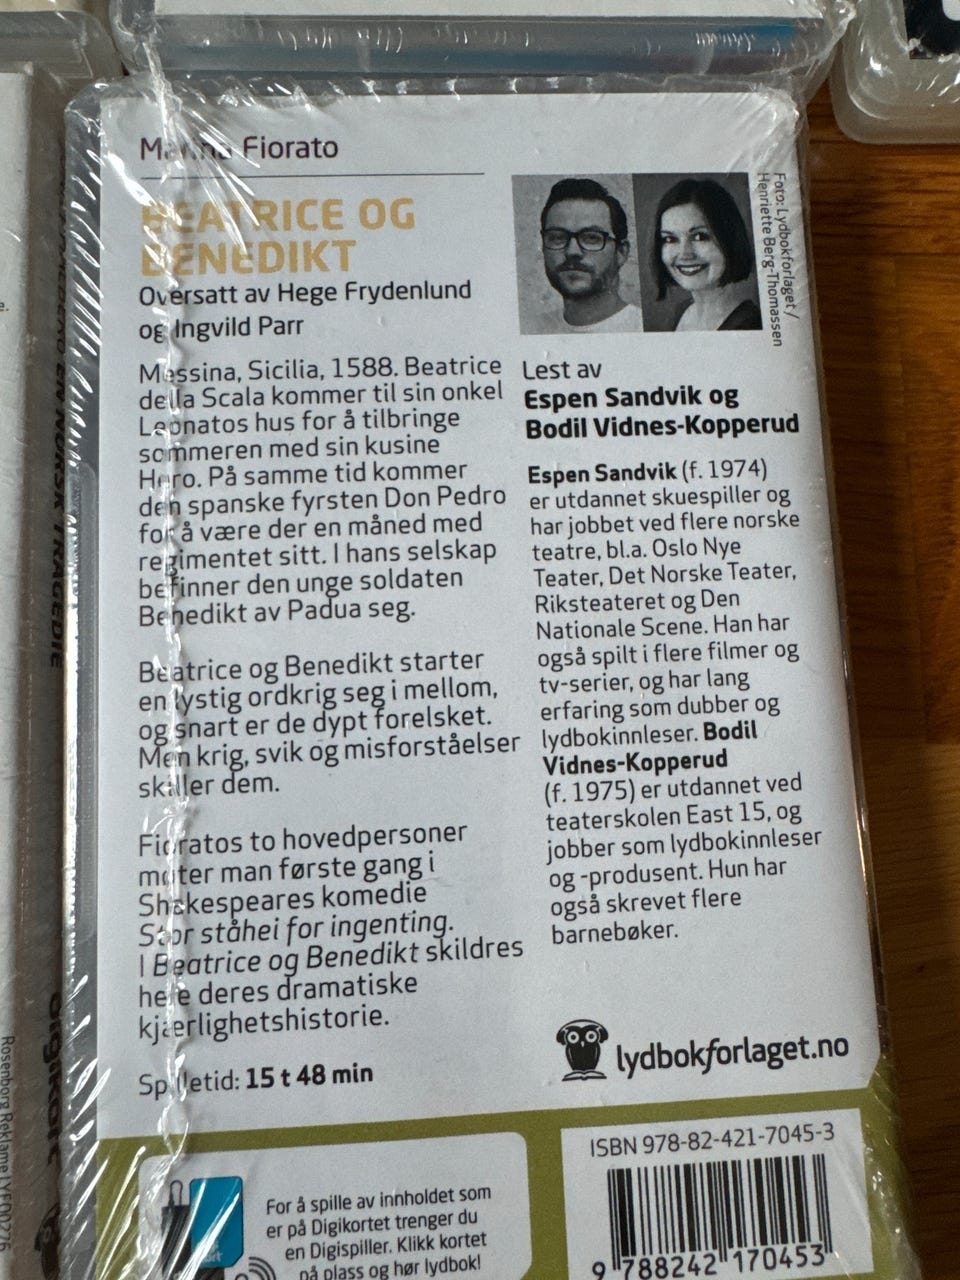 Marina Fiorato
BEATRICE OG
BENEDIKT
Oversatt av Hege Frydenlund
og Ingvild Parr
Messina, Sicilia, 1588. Beatrice
della Scala kommer til sin onkel
Leonatos hus for å tilbringe
sommeren med sin kusine
Hero. På samme tid kommer
den spanske fyrsten Don Pedro
for å være der en måned med
regimentet sitt. I hans selskap
befinner den unge soldaten
Benedikt av Padua seg.
Beatrice og Benedikt starter
en lystig ordkrig seg i mellom,
og snart er de dypt forelsket.
Men krig, svik og misforståelser
skiller dem.
Fioratos to hovedpersoner
møter man første gang i
Shakespeares komedie
Stor ståhei for ingenting.
I Beatrice og Benedikt skildres
hele deres dramatiske
kjærlighetshistorie.
Spilletid: 15 t 48 min
Foto: Lydbokforlaget /
Henriette Berg-Thomassen
Lest av
Espen Sandvik og
Bodil Vidnes-Kopperud
Espen Sandvik (f. 1974)
er utdannet skuespiller og
har jobbet ved flere norske
teatre, bl.a. Oslo Nye
Teater, Det Norske Teater,
Riksteateret og Den
Nationale Scene. Han har
også spilt i flere filmer og
tv-serier, og har lang
erfaring som dubber og
lydbokinnleser. Bodil
Vidnes-Kopperud
(f. 1975) er utdannet ved
teaterskolen East 15, og
jobber som lydbokinnleser
og -produsent. Hun har
også skrevet flere
barnebøker.
lydbokforlaget.no
For å spille av innholdet som
er på Digikortet trenger du
en Digispiller. Klikk kortet
på plass og hør lydbok!
ISBN 978-82-421-7045-3
9 788242 170453
EN NORSK TRAGEDIE
Digikort
Rosenborg Reklame LYF00276